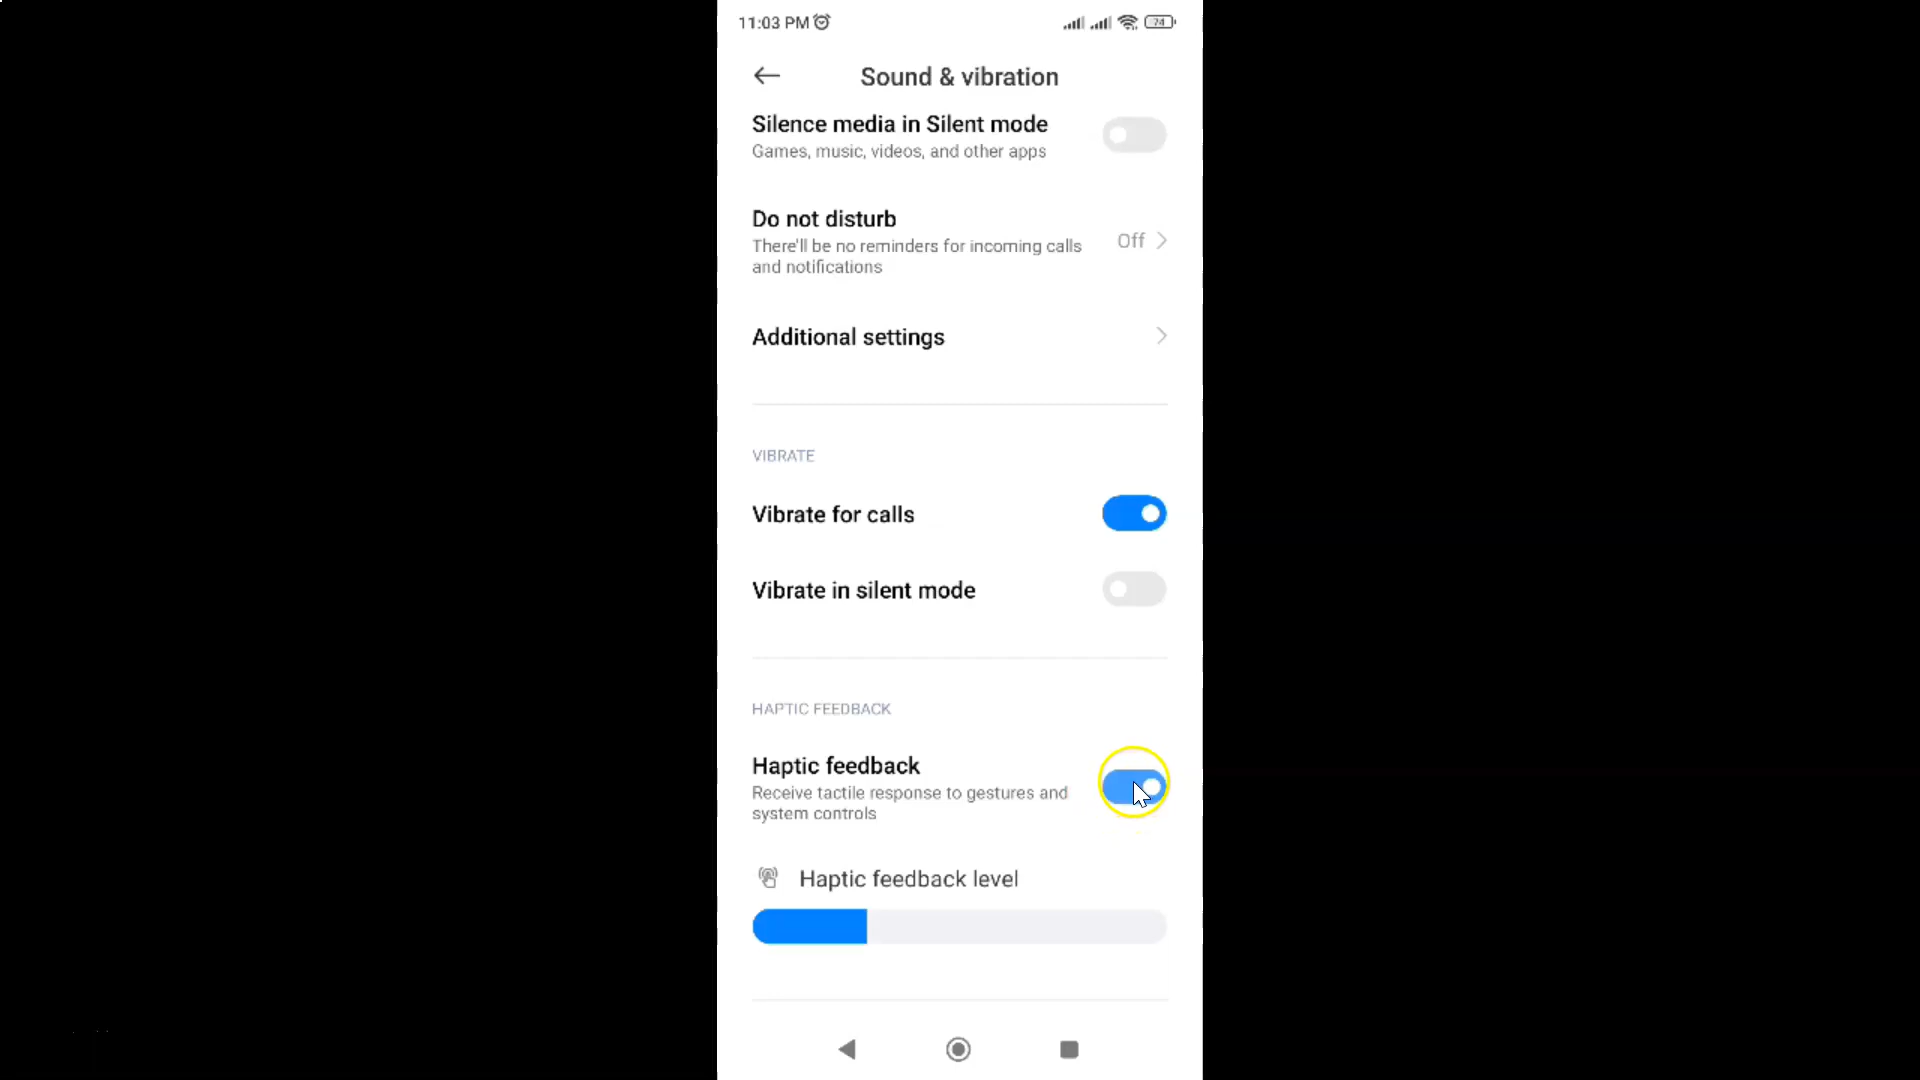 11:03 PM
74
Sound & vibration
Silence media in Silent mode
Games, music, videos, and other apps
Do not disturb
There'll be no reminders for incoming calls
and notifications
Off
Additional settings
VIBRATE
Vibrate for calls
Vibrate in silent mode
HAPTIC FEEDBACK
Haptic feedback
Receive tactile response to gestures and
system controls
Haptic feedback level